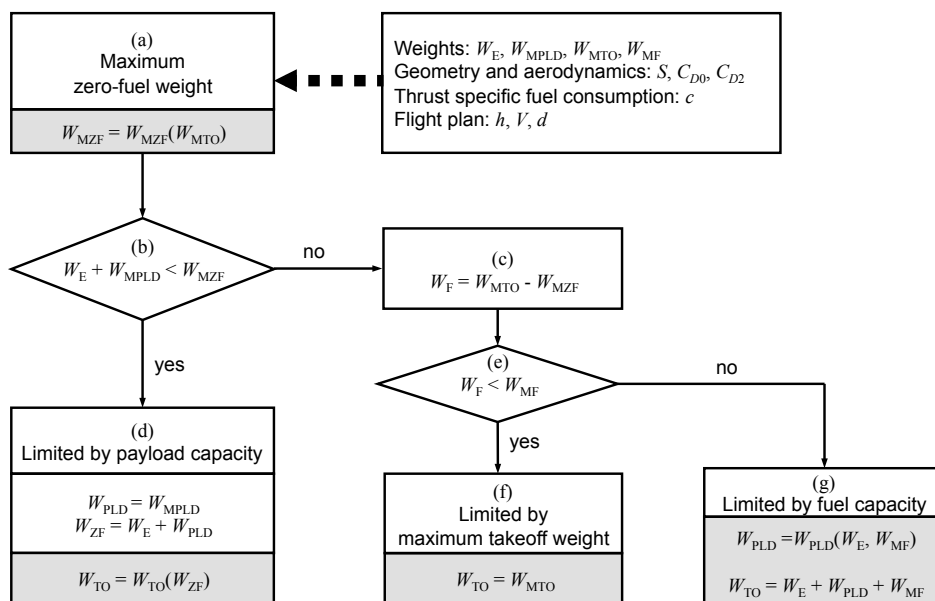 (a)
Maximum
zero-fuel weight
W_MZF = W_MZF(W_MTO)
Weights: W_E, W_MPLD, W_MTO, W_MF
Geometry and aerodynamics: S, C_D0, C_D2
Thrust specific fuel consumption: c
Flight plan: h, V, d
(b)
W_E + W_MPLD < W_MZF
no
yes
(c)
W_F = W_MTO - W_MZF
(e)
W_F < W_MF
no
yes
(d)
Limited by payload capacity
W_PLD = W_MPLD
W_ZF = W_E + W_PLD
W_TO = W_TO(W_ZF)
(f)
Limited by
maximum takeoff weight
W_TO = W_MTO
(g)
Limited by fuel capacity
W_PLD =W_PLD(W_E, W_MF)
W_TO = W_E + W_PLD + W_MF